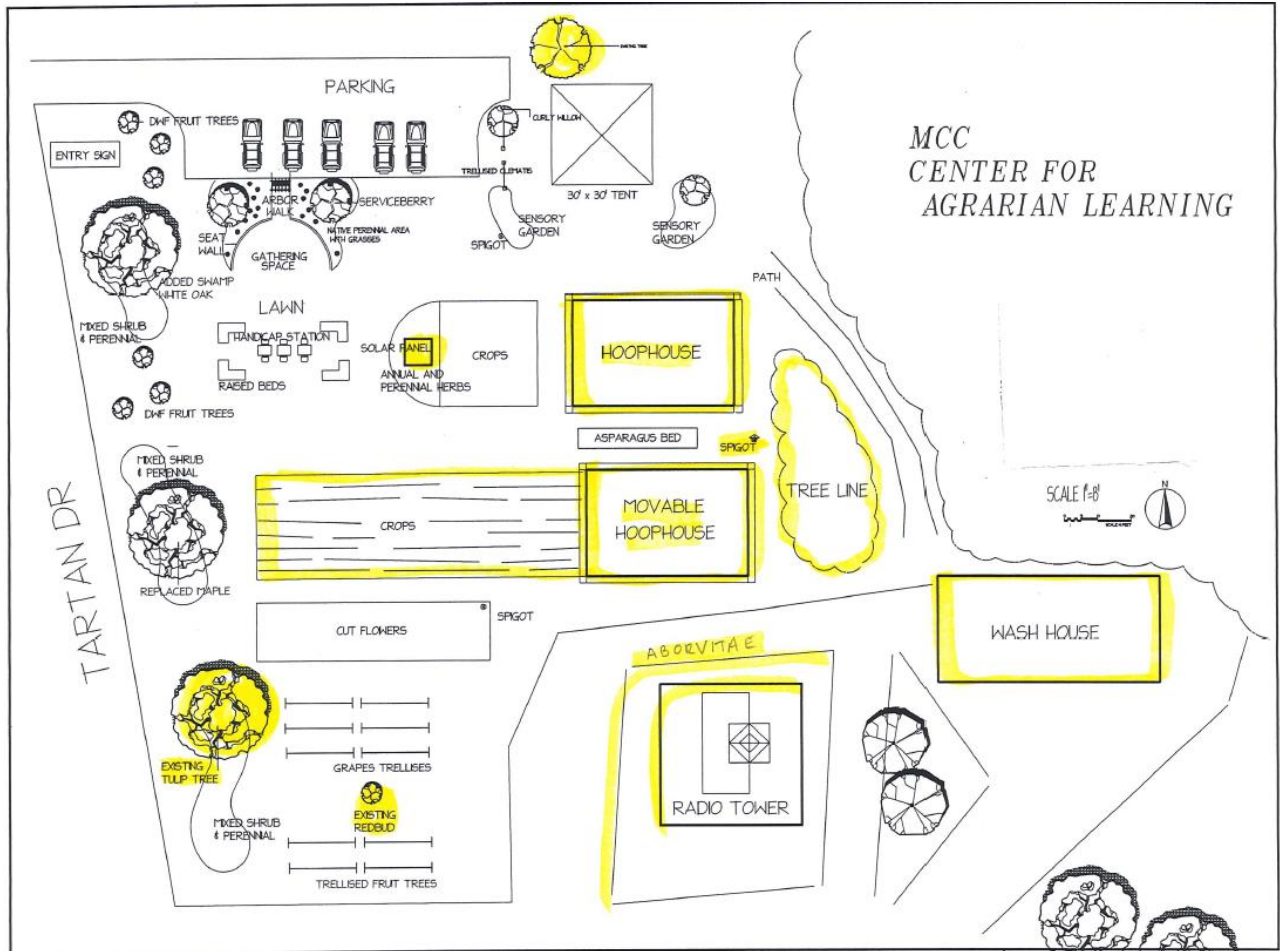 EXISTING TREE
PARKING
DWF FRUIT TREES
CURLY WILLOW
ENTRY SIGN
TRELLISED CLEMATIS
30' x 30' TENT
ARBOR
WALK
SERVICEBERRY
SEAT
WALL
NATIVE PERENNIAL AREA
WITH GRASSES
SENSORY
GARDEN
SPIGOT
SENSORY
GARDEN
GATHERING
SPACE
MCC
CENTER FOR
AGRARIAN LEARNING
ADDED SWAMP
WHITE OAK
PATH
LAWN
MIXED SHRUB
& PERENNIAL
HANDICAP STATION
SOLAR PANEL
CROPS
HOOPHOUSE
ANNUAL AND
PERENNIAL HERBS
RAISED BEDS
DWF FRUIT TREES
ASPARAGUS BED
SPIGOT
MIXED SHRUB
& PERENNIAL
TREE LINE
SCALE 1"=8'
N
SCALE IN FEET
MOVABLE
HOOPHOUSE
CROPS
TARTAN DR
REPLACED MAPLE
CUT FLOWERS
SPIGOT
WASH HOUSE
ABORVITAE
EXISTING
TULIP TREE
GRAPES TRELLISES
RADIO TOWER
EXISTING
REDBUD
MIXED SHRUB
& PERENNIAL
TRELLISED FRUIT TREES